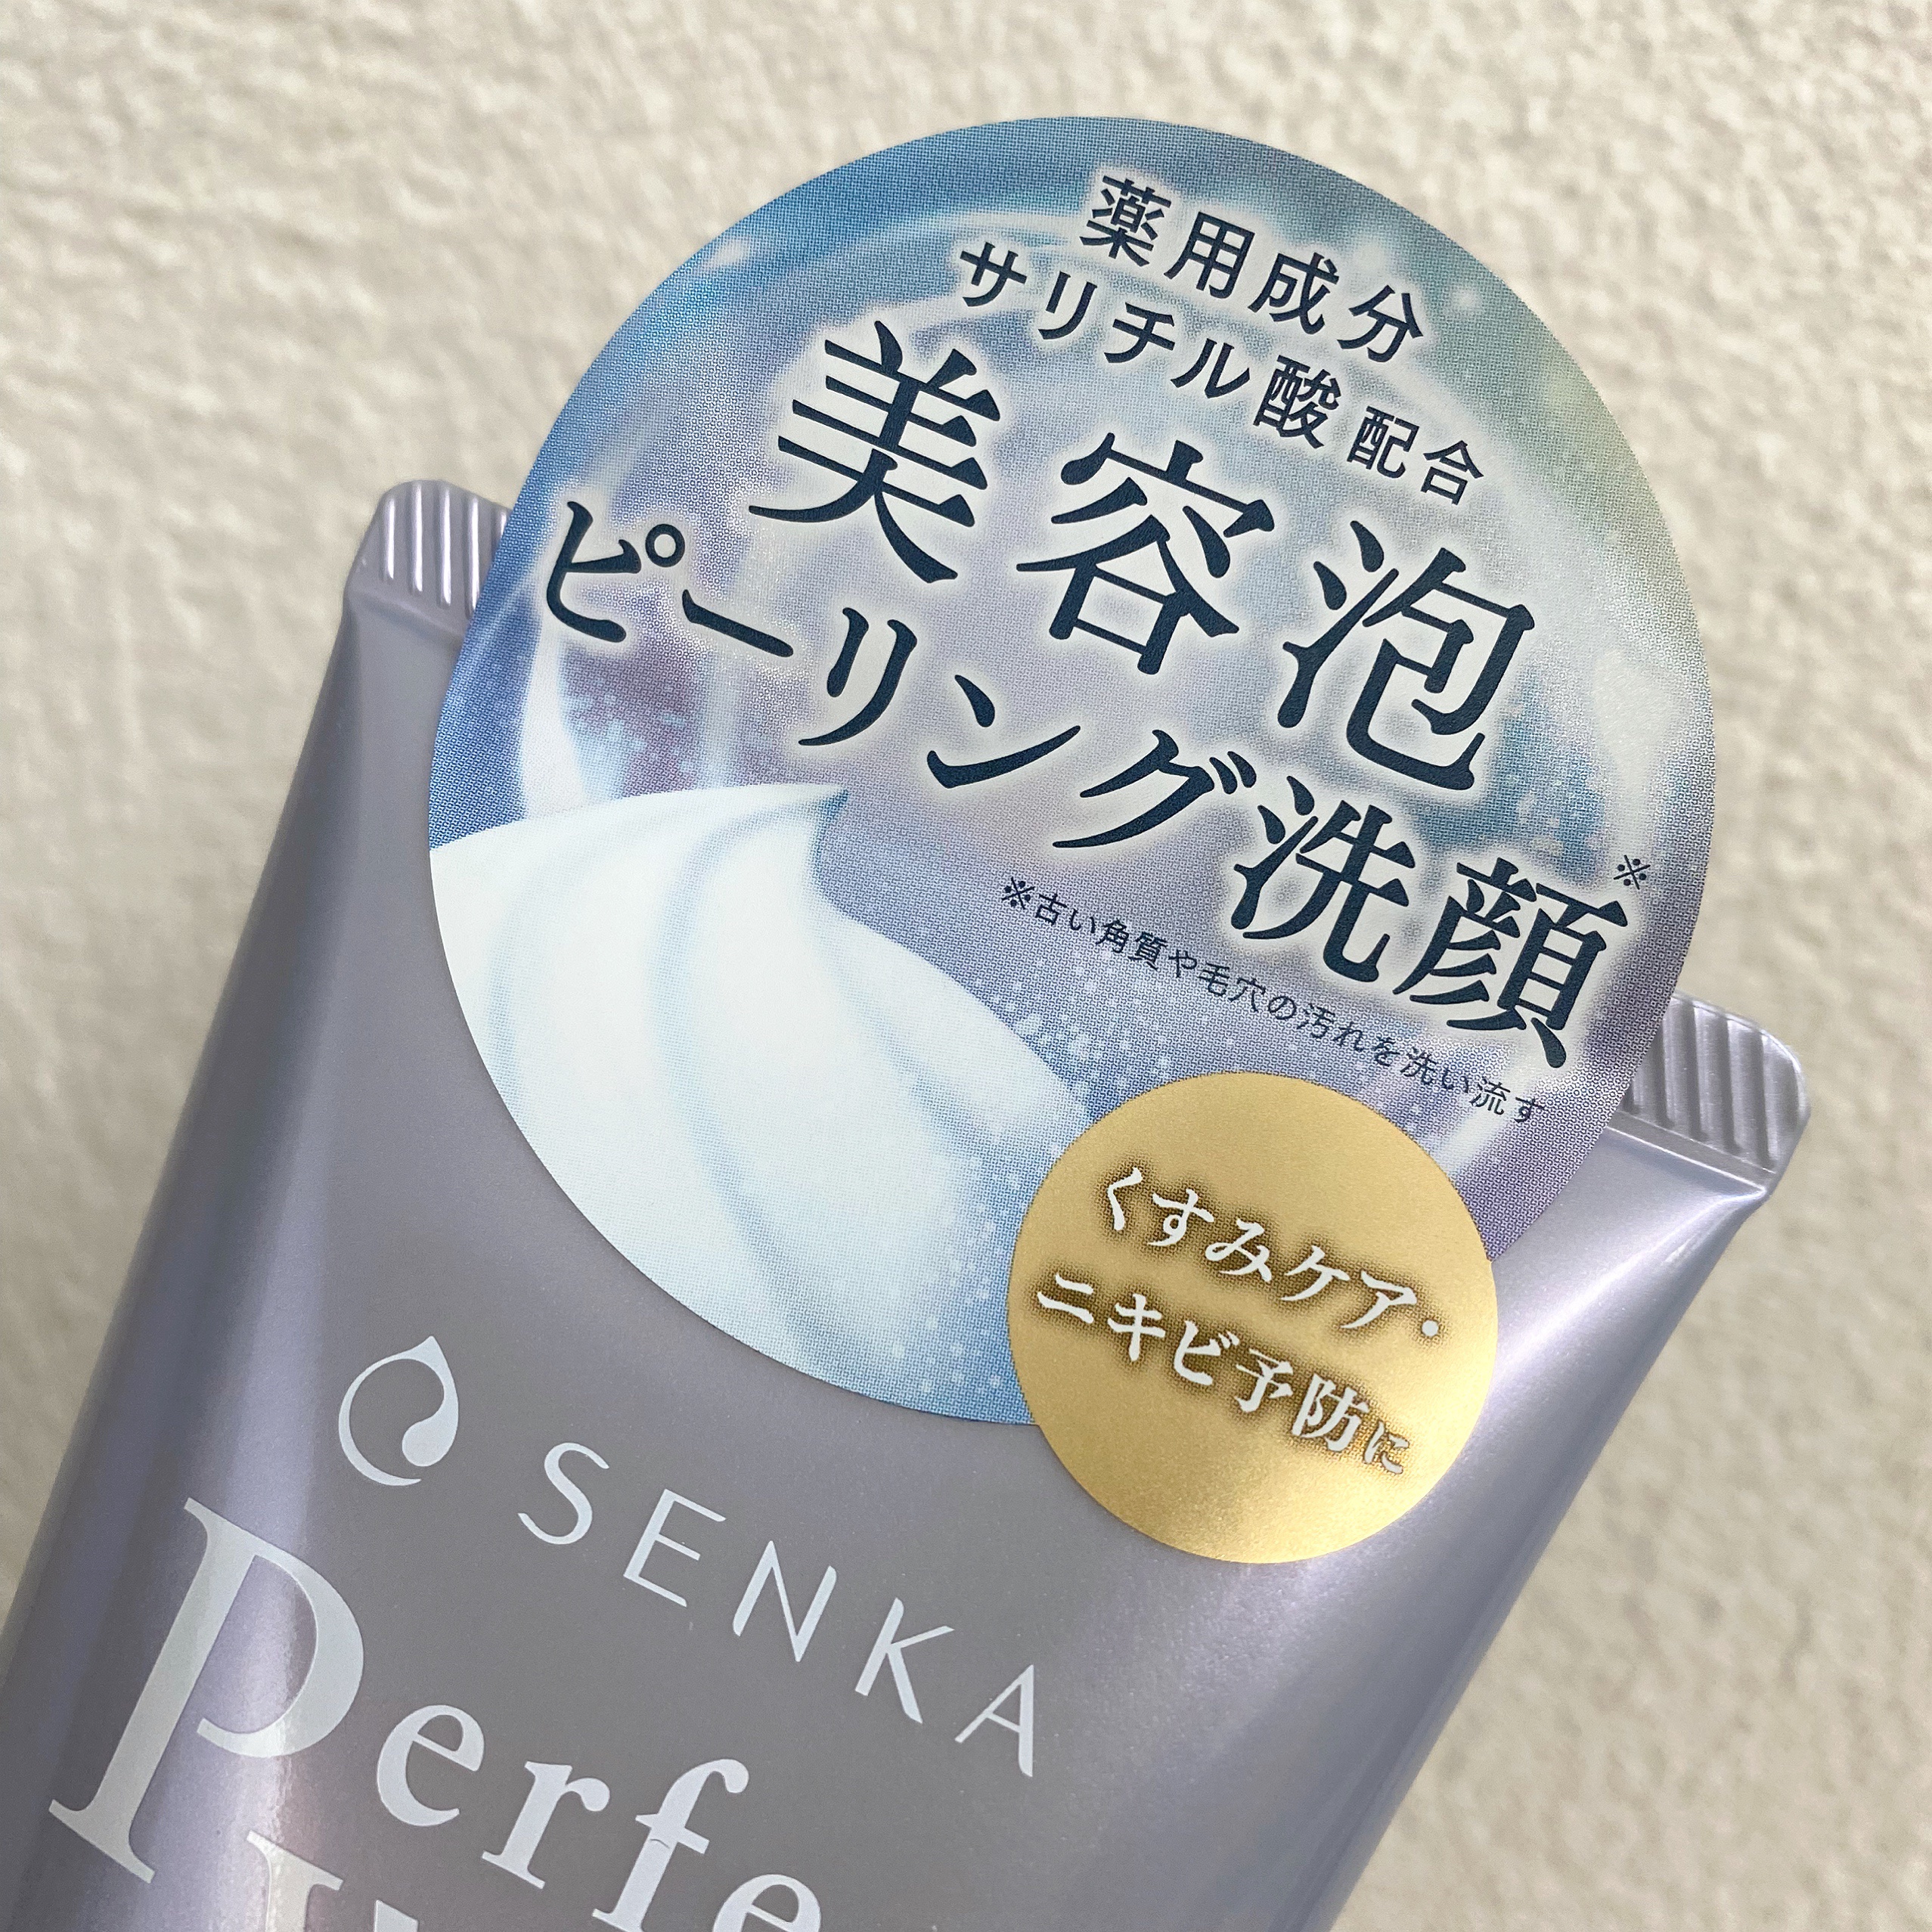 薬用成分
サリチル酸 配合
美容泡
ピーリング洗顔※
※古い角質や毛穴の汚れを洗い流す
くすみケア・
ニキビ予防に
SENKA
Perfe